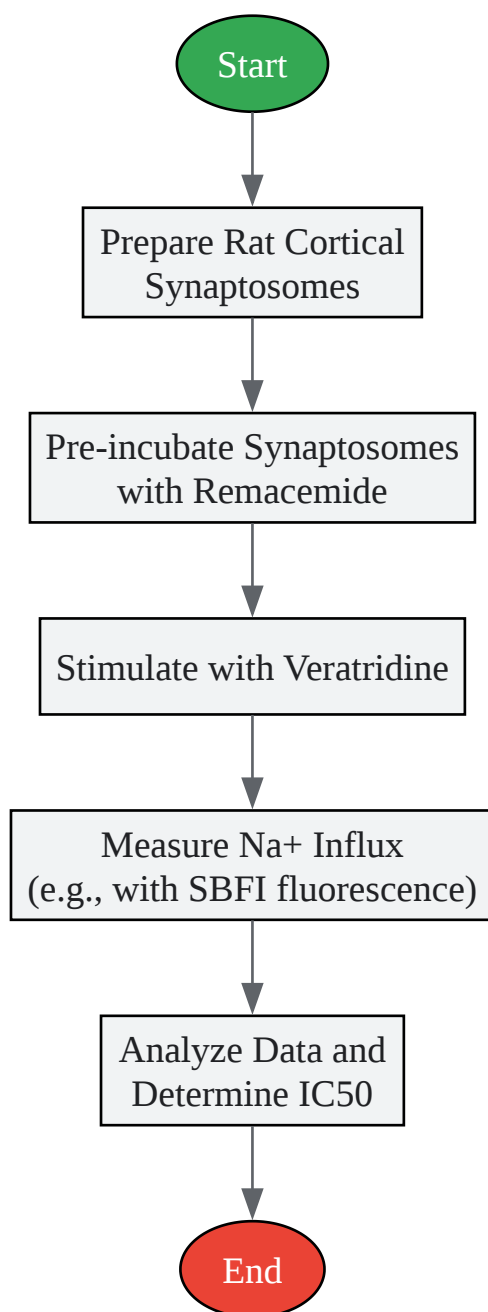 Start
Prepare Rat Cortical
Synaptosomes
Pre-incubate Synaptosomes
with Remacemide
Stimulate with Veratridine
Measure Na+ Influx
(e.g., with SBFI fluorescence)
Analyze Data and
Determine IC50
End